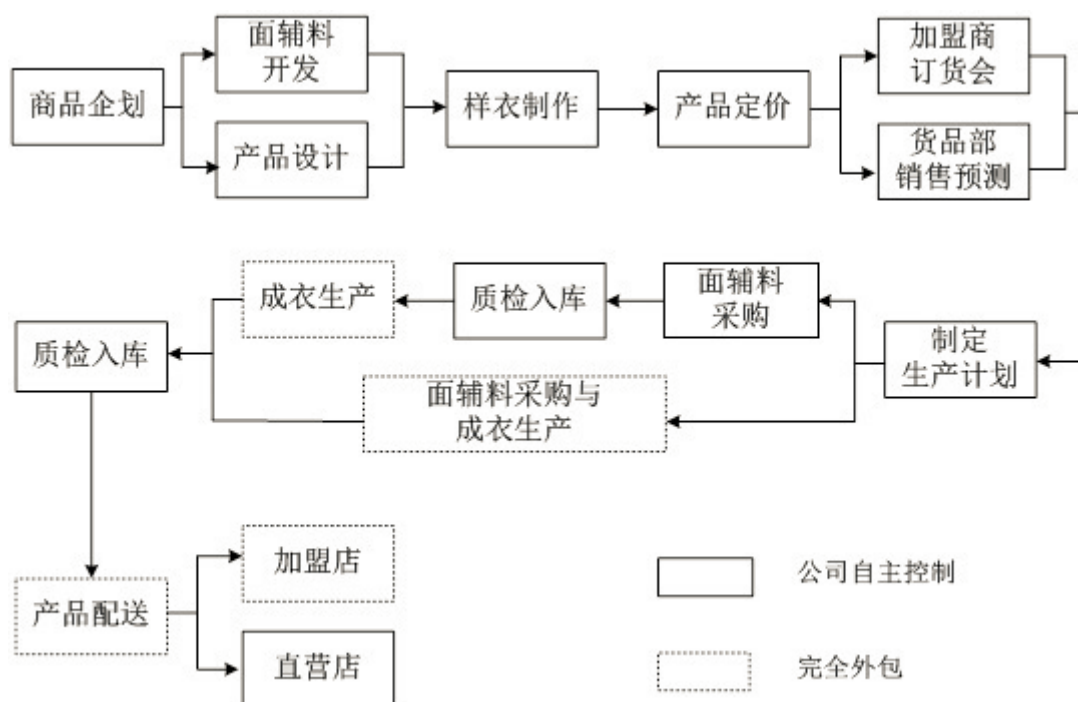 商品企划
面辅料
开发
产品设计
样衣制作
产品定价
加盟商
订货会
货品部
销售预测
制定
生产计划
面辅料
采购
质检入库
成衣生产
面辅料采购与
成衣生产
质检入库
产品配送
加盟店
直营店
公司自主控制
完全外包